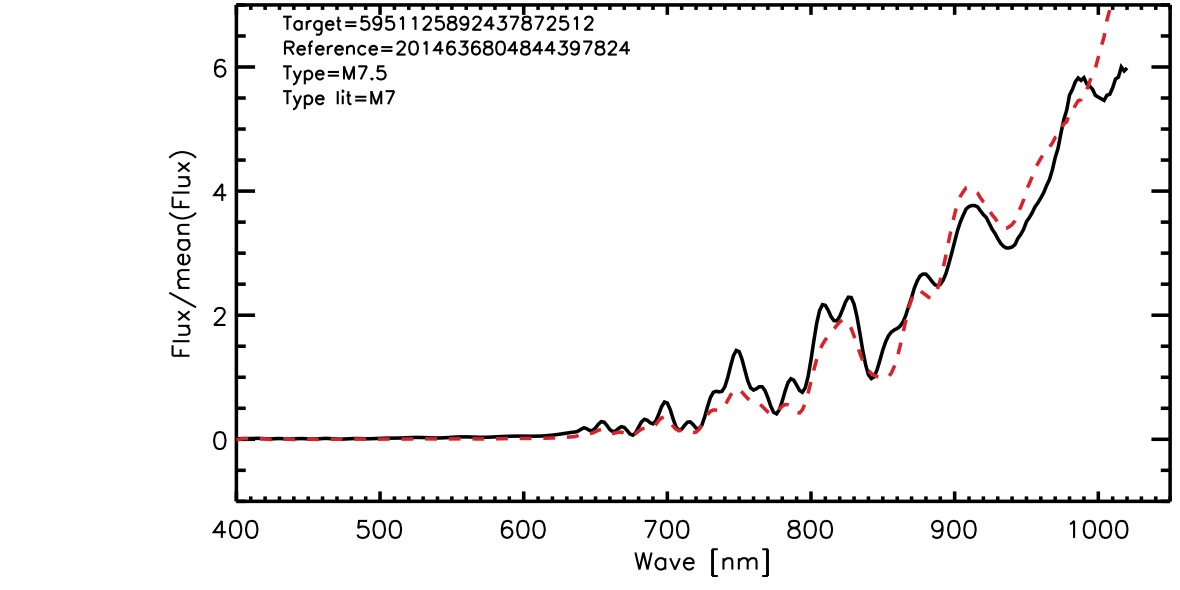 Target=5951125892437872512
Reference=2014636804844397824
Type=M7.5
Type lit=M7
6
4
2
0
Flux/mean(Flux)
400 500 600 700 800 900 1000
Wave [nm]